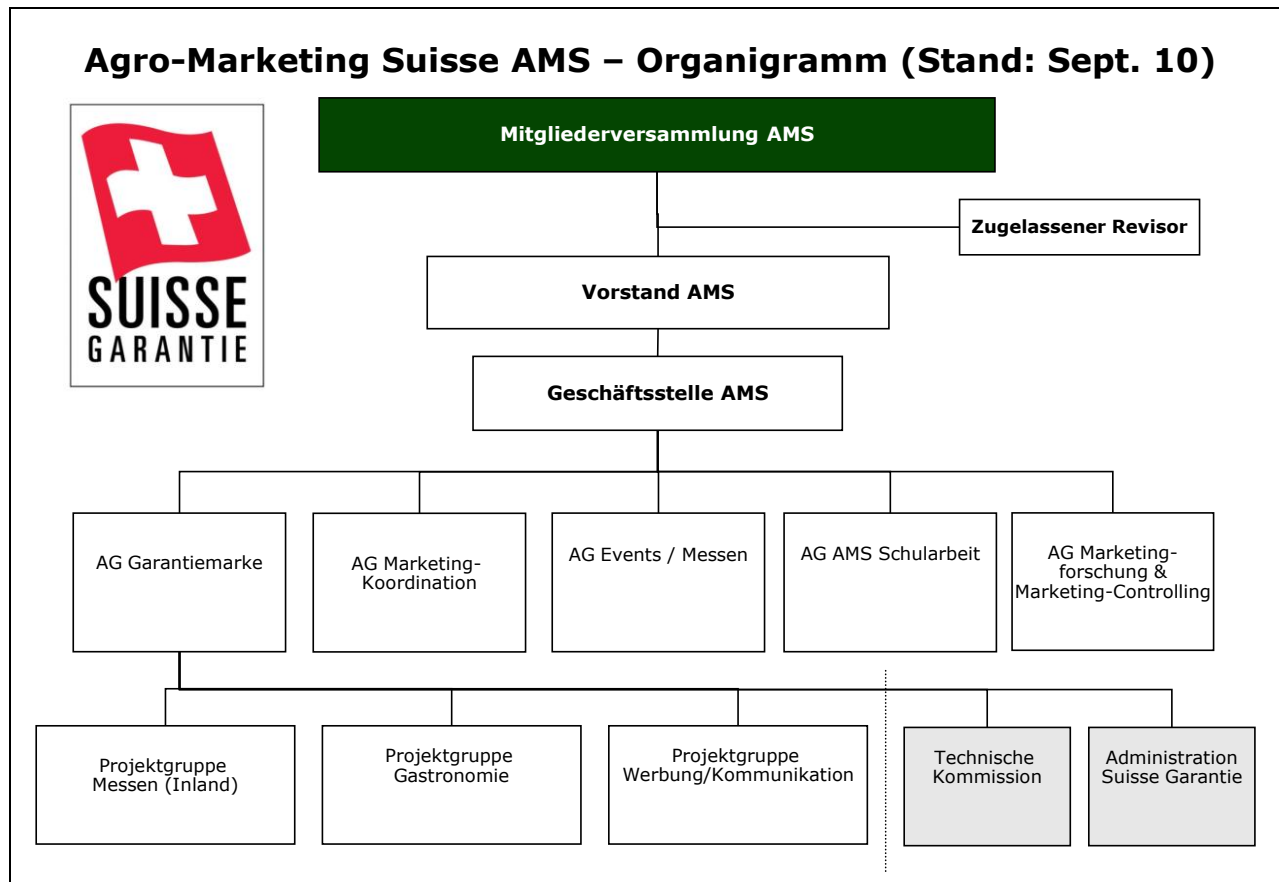 Agro-Marketing Suisse AMS – Organigramm (Stand: Sept. 10)
SUISSE
GARANTIE
Mitgliederversammlung AMS
Zugelassener Revisor
Vorstand AMS
Geschäftsstelle AMS
AG Garantiemarke
AG Marketing-
Koordination
AG Events / Messen
AG AMS Schularbeit
AG Marketing-
forschung &
Marketing-Controlling
Projektgruppe
Messen (Inland)
Projektgruppe
Gastronomie
Projektgruppe
Werbung/Kommunikation
Technische
Kommission
Administration
Suisse Garantie